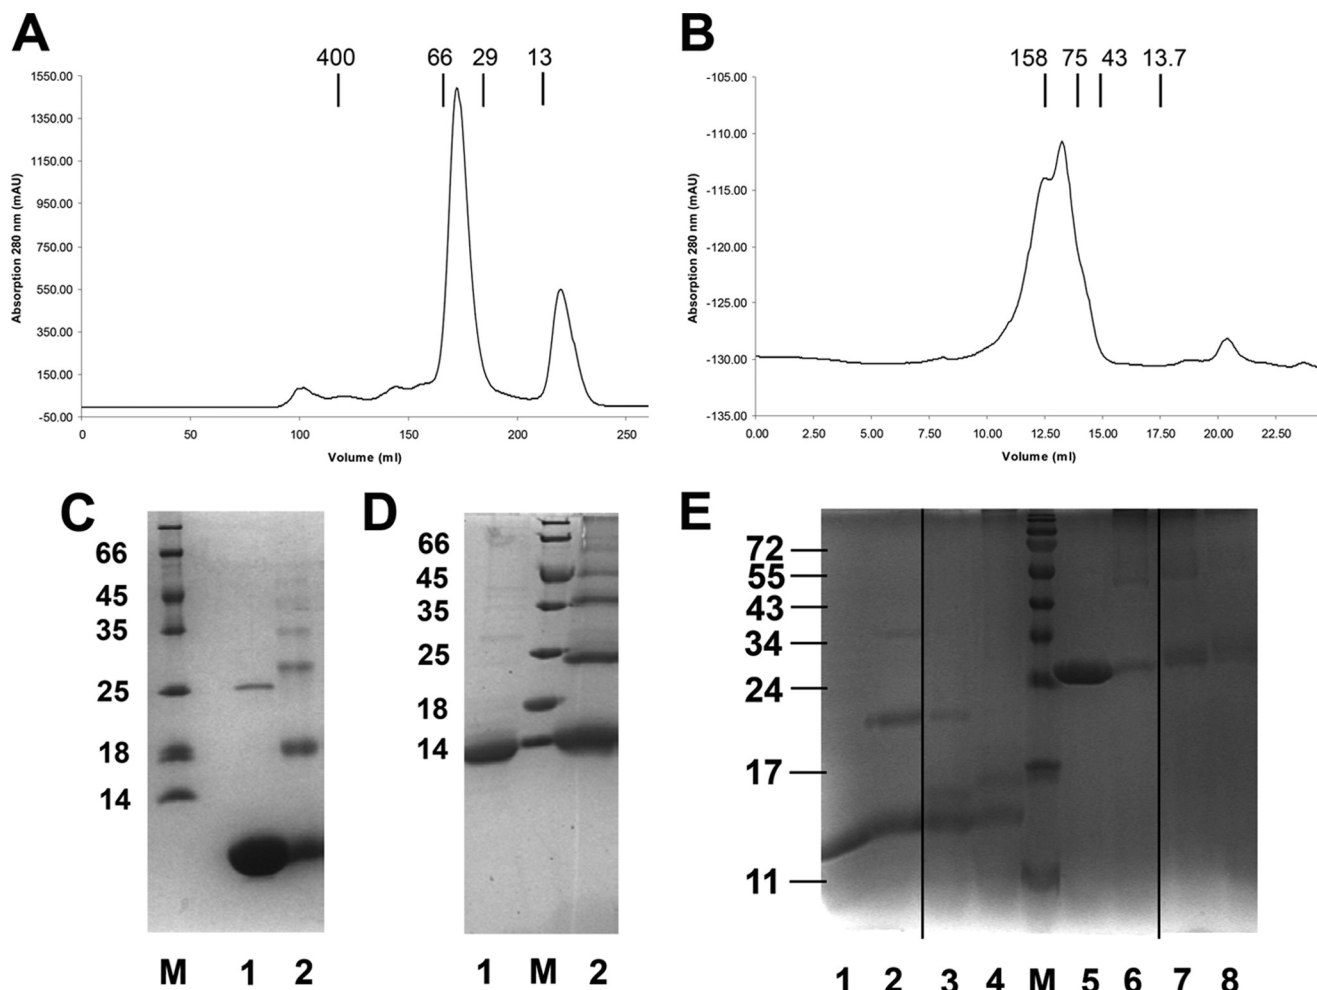 A
400 66 29 13
1550.00
1350.00
1150.00
950.00
750.00
550.00
350.00
150.00
-50.00
Absorption 280 nm (mAU)
0 50 100 150 200 250
Volume (ml)
B
158 75 43 13.7
-105.00
-110.00
-115.00
-120.00
-125.00
-130.00
-135.00
Absorption 280 nm (mAU)
0.00 2.50 5.00 7.50 10.00 12.50 15.00 17.50 20.00 22.50
Volume (ml)
C
66
45
35
25
18
14
M 1 2
D
66
45
35
25
18
14
1 M 2
E
72
55
43
34
24
17
11
1 2 3 4 M 5 6 7 8